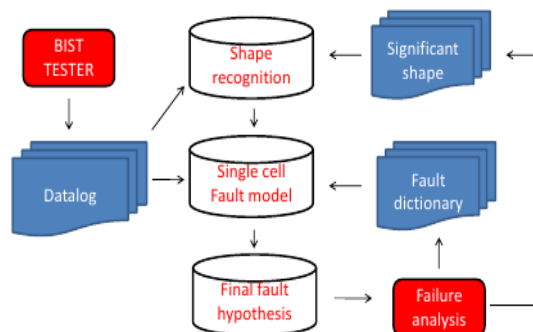 BIST
TESTER
Shape
recognition
Significant
shape
Datalog
Single cell
Fault model
Fault
dictionary
Final fault
hypothesis
Failure
analysis